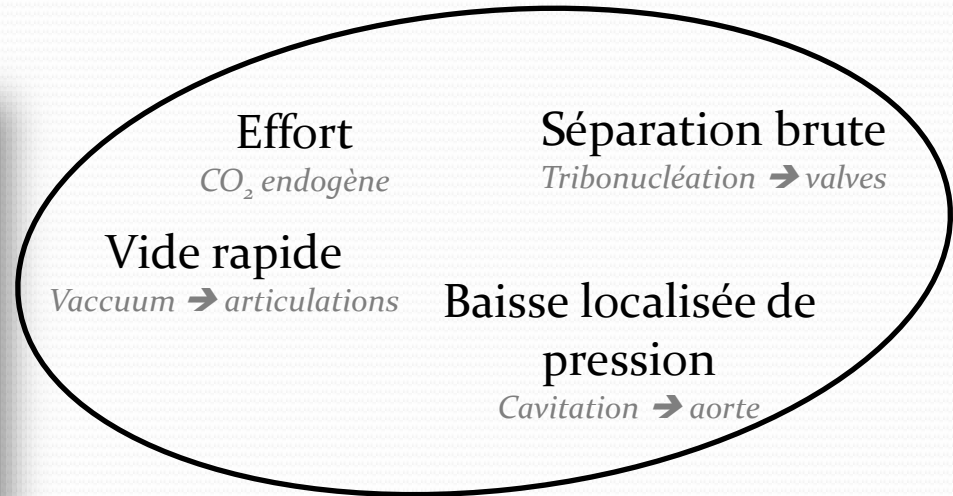 Effort
CO₂ endogène
Séparation brute
Tribonucléation ➔ valves
Vide rapide
Vaccuum ➔ articulations
Baisse localisée de
pression
Cavitation ➔ aorte